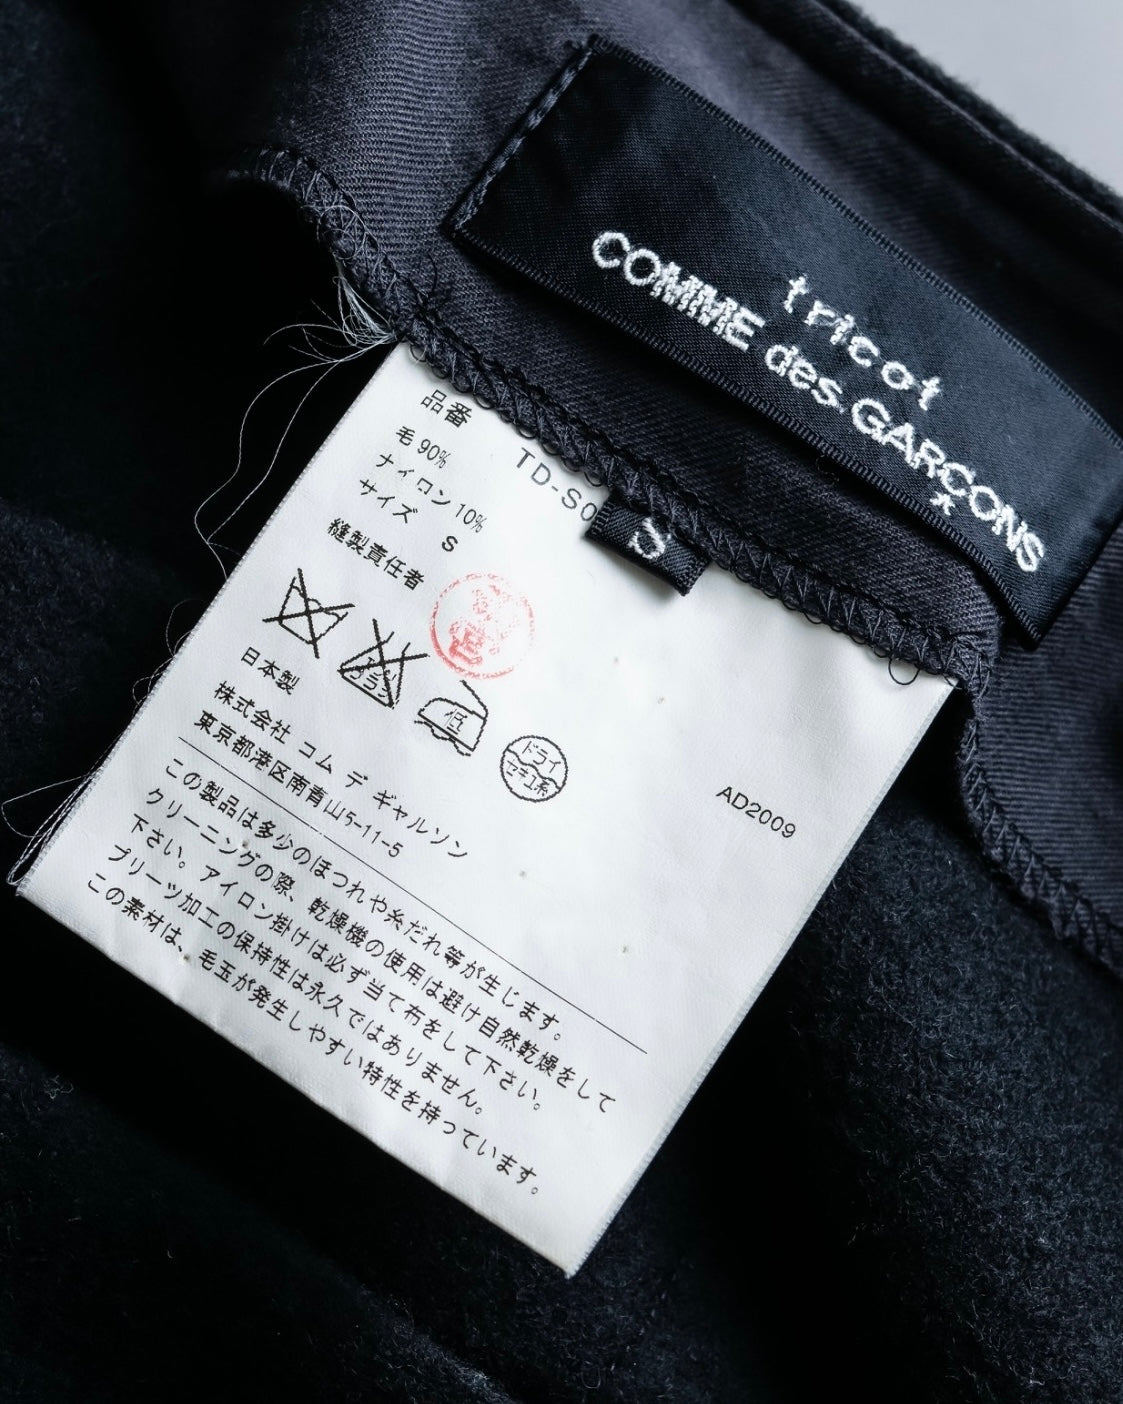 tricot
COMME des GARÇONS
S
品番 TD-S0
毛 90%
ナイロン 10%
サイズ S
縫製責任者
低
ドライ
セキユ系
日本製
株式会社 コム デ ギャルソン
東京都港区南青山5-11-5
AD2009
この製品は多少のほつれや糸だれ等が生じます。
クリーニングの際、乾燥機の使用は避け自然乾燥をして
下さい。アイロン掛けは必ず当て布をして下さい。
プリーツ加工の保持性は永久ではありません。
この素材は、毛玉が発生しやすい特性を持っています。